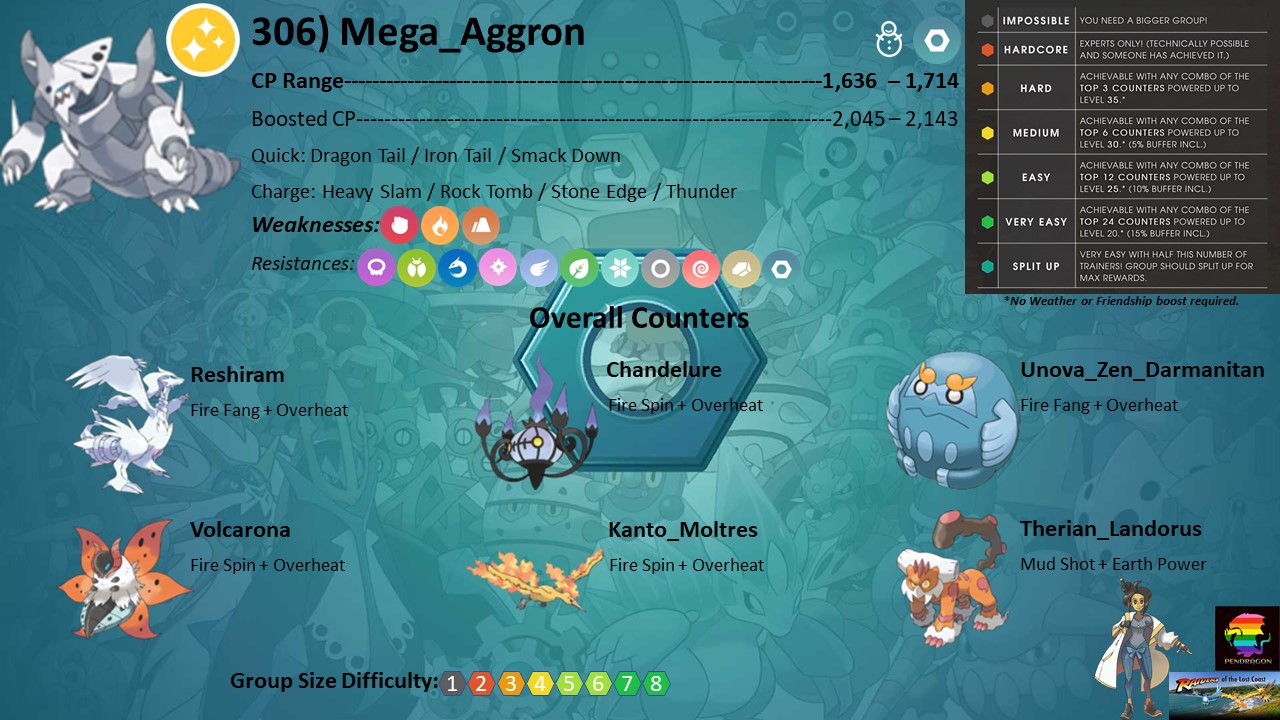 306) Mega_Aggron
CP Range------------------------------------------------------------------1,636 – 1,714
Boosted CP------------------------------------------------------------------2,045 – 2,143
Quick: Dragon Tail / Iron Tail / Smack Down
Charge: Heavy Slam / Rock Tomb / Stone Edge / Thunder
Weaknesses:
Resistances:
IMPOSSIBLE YOU NEED A BIGGER GROUP!
HARDCORE EXPERTS ONLY! (TECHNICALLY POSSIBLE
AND SOMEONE HAS ACHIEVED IT.)
HARD ACHIEVABLE WITH ANY COMBO OF THE
TOP 3 COUNTERS POWERED UP TO
LEVEL 35.*
MEDIUM ACHIEVABLE WITH ANY COMBO OF THE
TOP 6 COUNTERS POWERED UP TO
LEVEL 30.* (5% BUFFER INCL.)
EASY ACHIEVABLE WITH ANY COMBO OF THE
TOP 12 COUNTERS POWERED UP TO
LEVEL 25.* (10% BUFFER INCL.)
VERY EASY ACHIEVABLE WITH ANY COMBO OF THE
TOP 24 COUNTERS POWERED UP TO
LEVEL 20.* (15% BUFFER INCL.)
SPLIT UP VERY EASY WITH HALF THIS NUMBER OF
TRAINERS! GROUP SHOULD SPLIT UP FOR
MAX REWARDS.
*No Weather or Friendship boost required.
Overall Counters
Reshiram
Fire Fang + Overheat
Chandelure
Fire Spin + Overheat
Unova_Zen_Darmanitan
Fire Fang + Overheat
Volcarona
Fire Spin + Overheat
Kanto_Moltres
Fire Spin + Overheat
Therian_Landorus
Mud Shot + Earth Power
Group Size Difficulty: 1 2 3 4 5 6 7 8
PENDRAGON
RAIDERS of the Lost Coast